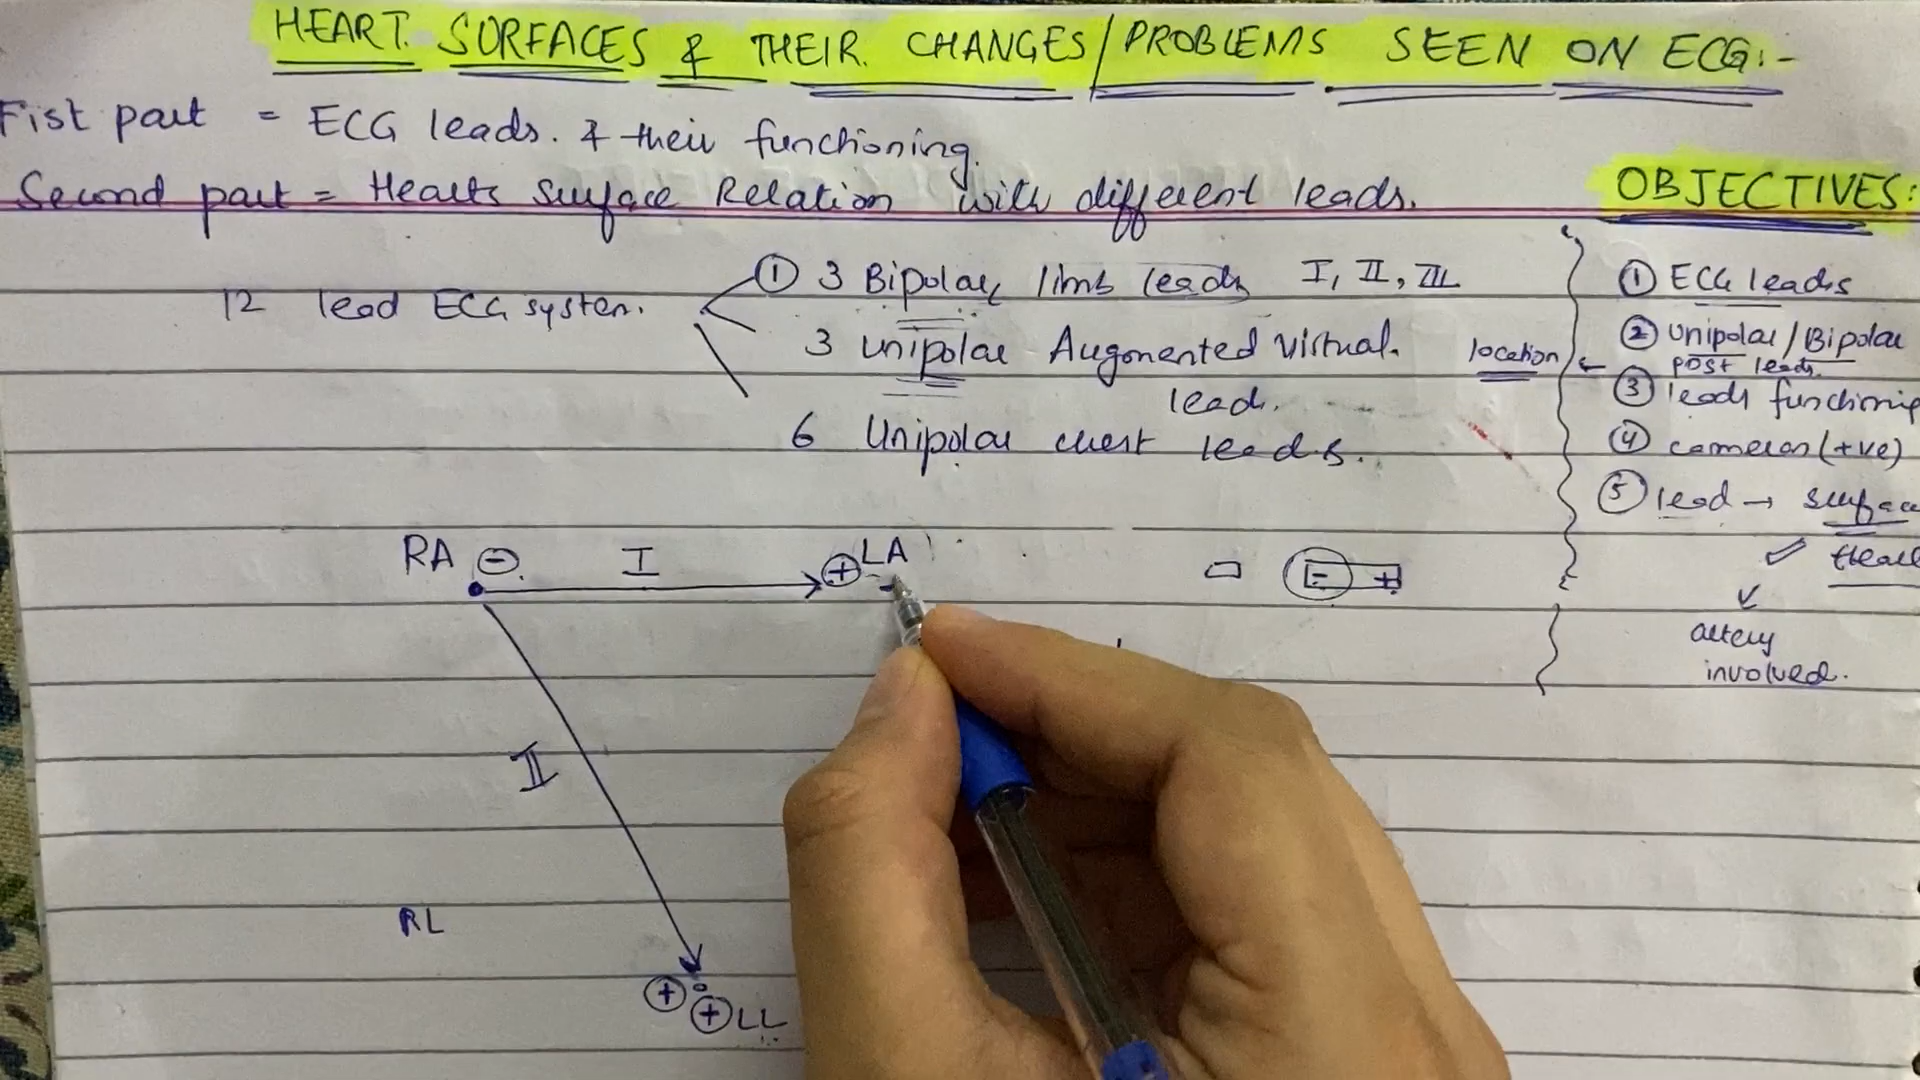 HEART. SURFACES & THEIR. CHANGES/PROBLEMS SEEN ON ECG:-
Fist part = ECG leads. & their functioning.
Second part = Hearts Surface Relation with different leads.
12 lead ECG system.
① 3 Bipolar limb leads I, II, III
3 unipolar Augmented virtual.
lead.
6 Unipolar chest leads.
location
OBJECTIVES:
① ECG leads
② Unipolar/Bipolar
post leads.
③ leads functioning
④ cameras (+ve)
⑤ lead → surface
✓ Heart
artery
involved.
RA ⊖ I ⊕ LA
- +
II
RL
⊕ ⊕ LL